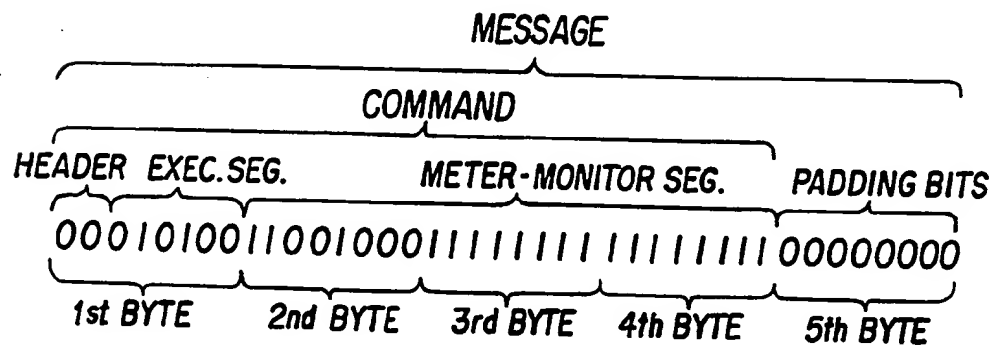 MESSAGE
COMMAND
HEADER EXEC. SEG. METER-MONITOR SEG. PADDING BITS
0001010011001000111111111111111100000000
1st BYTE 2nd BYTE 3rd BYTE 4th BYTE 5th BYTE